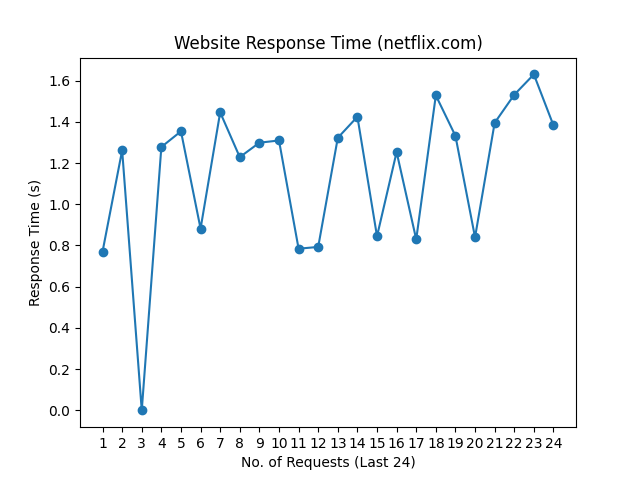 Website Response Time (netflix.com)
Response Time (s)
1.6
1.4
1.2
1.0
0.8
0.6
0.4
0.2
0.0
1 2 3 4 5 6 7 8 9 10 11 12 13 14 15 16 17 18 19 20 21 22 23 24
No. of Requests (Last 24)